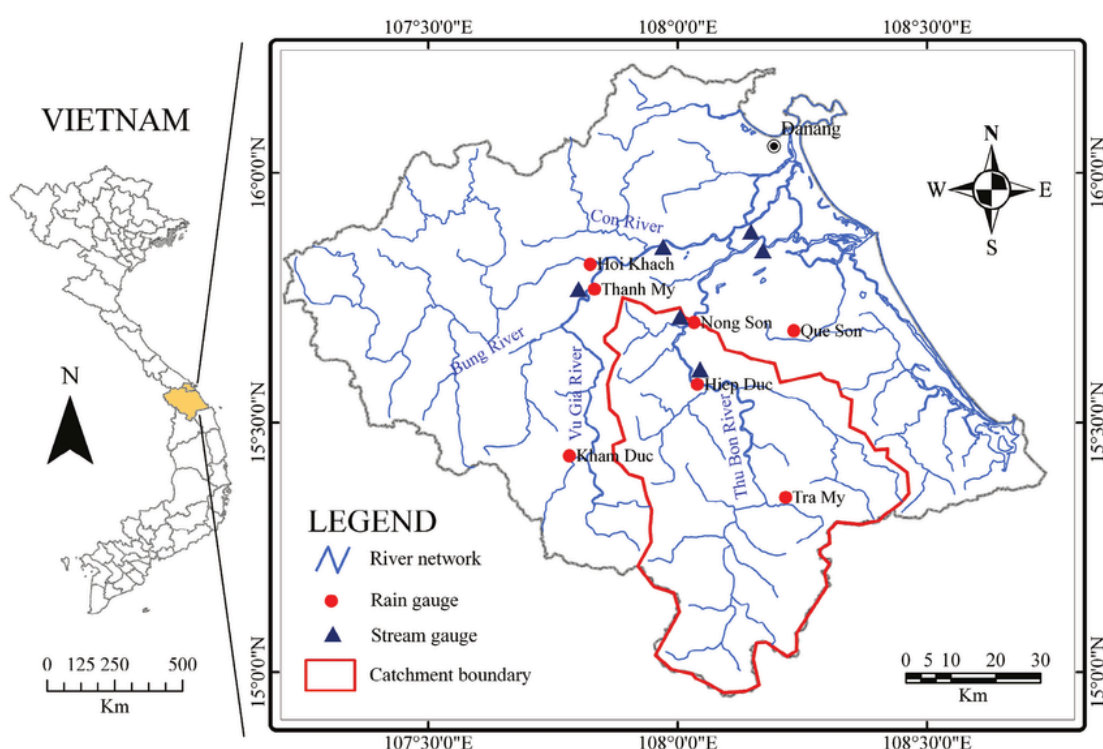 107°30'0"E
108°0'0"E
108°30'0"E
VIETNAM
N
0 125 250 500
Km
16°0'0"N
15°30'0"N
15°0'0"N
Danang
N
W
E
S
Con River
Hoi Khach
Thanh My
Nong Son
Que Son
Bung River
Vu Gia River
Hiep Duc
Thu Bon River
Kham Duc
Tra My
LEGEND
River network
Rain gauge
Stream gauge
Catchment boundary
0 5 10 20 30
Km
16°0'0"N
15°30'0"N
15°0'0"N
107°30'0"E
108°0'0"E
108°30'0"E